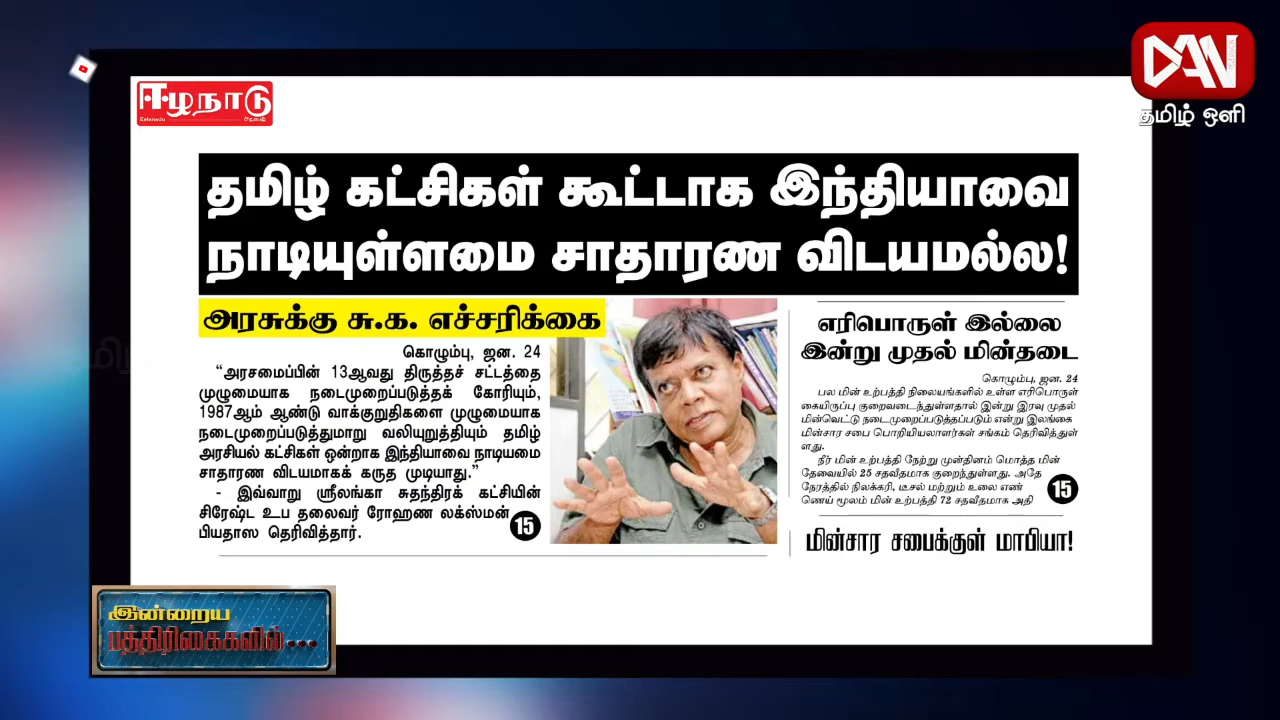 DAN
தமிழ் ஒளி
ஈழநாடு
தமிழ் கட்சிகள் கூட்டாக இந்தியாவை
நாடியுள்ளமை சாதாரண விடயமல்ல!
அரசுக்கு சு.க. எச்சரிக்கை
கொழும்பு, ஜன. 24
“அரசமைப்பின் 13ஆவது திருத்தச் சட்டத்தை
முழுமையாக நடைமுறைப்படுத்தக் கோரியும்,
1987ஆம் ஆண்டு வாக்குறுதிகளை முழுமையாக
நடைமுறைப்படுத்துமாறு வலியுறுத்தியும் தமிழ்
அரசியல் கட்சிகள் ஒன்றாக இந்தியாவை நாடியமை
சாதாரண விடயமாகக் கருத முடியாது.”
- இவ்வாறு ஸ்ரீலங்கா சுதந்திரக் கட்சியின்
சிரேஷ்ட உப தலைவர் ரோஹண லக்ஸ்மன்
பியதாஸ தெரிவித்தார்.
15
எரிபொருள் இல்லை
இன்று முதல் மின்தடை
கொழும்பு, ஜன. 24
பல மின் உற்பத்தி நிலையங்களில் உள்ள எரிபொருள்
கையிருப்பு குறைவடைந்துள்ளதால் இன்று இரவு முதல்
மின்வெட்டு நடைமுறைப்படுத்தப்படும் என்று இலங்கை
மின்சார சபை பொறியியலாளர்கள் சங்கம் தெரிவித்துள்
ளது.
நீர் மின் உற்பத்தி நேற்று முன்தினம் மொத்த மின்
தேவையில் 25 சதவீதமாக குறைந்துள்ளது. அதே
நேரத்தில் நிலக்கரி, டீசல் மற்றும் உலை எண்
ணெய் மூலம் மின் உற்பத்தி 72 சதவீதமாக அதி
15
மின்சார சபைக்குள் மாபியா!
இன்றைய
பத்திரிகைகளில்...